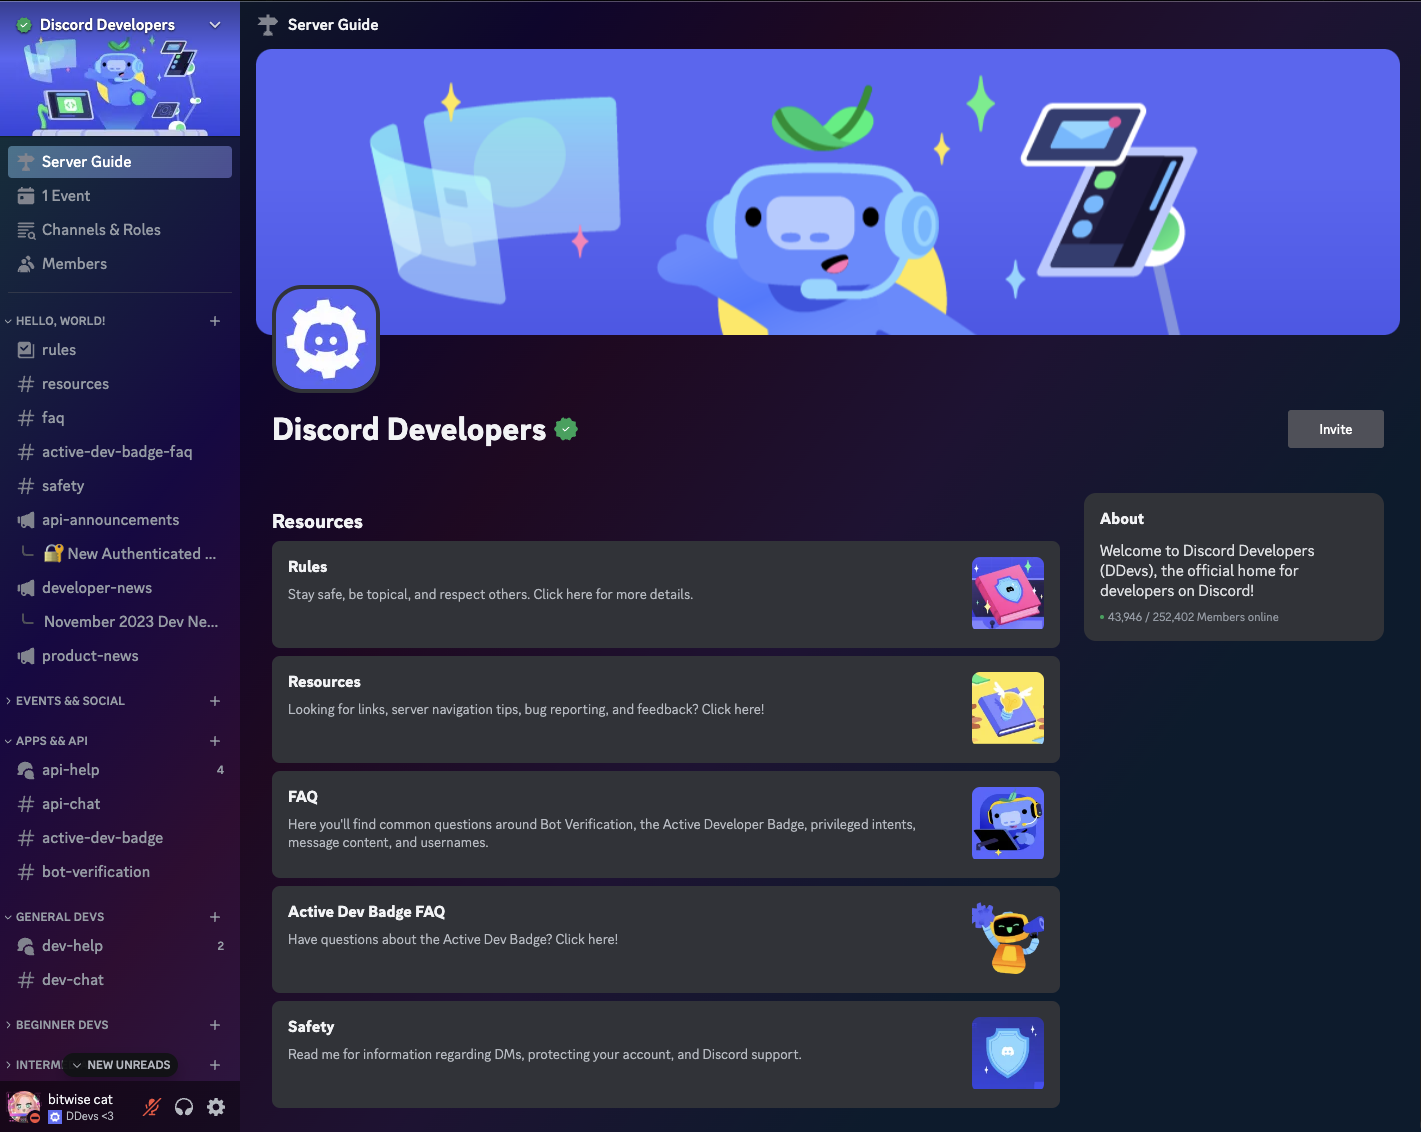 Discord Developers
Server Guide
1 Event
Channels & Roles
Members
HELLO, WORLD!
rules
resources
faq
active-dev-badge-faq
safety
api-announcements
🔐 New Authenticated ...
developer-news
November 2023 Dev Ne...
product-news
EVENTS && SOCIAL
APPS && API
api-help 4
api-chat
active-dev-badge
bot-verification
GENERAL DEVS
dev-help 2
dev-chat
BEGINNER DEVS
INTERM
NEW UNREADS
bitwise cat
DDevs <3
Server Guide
Discord Developers
Invite
Resources
Rules
Stay safe, be topical, and respect others. Click here for more details.
Resources
Looking for links, server navigation tips, bug reporting, and feedback? Click here!
FAQ
Here you'll find common questions around Bot Verification, the Active Developer Badge, privileged intents,
message content, and usernames.
Active Dev Badge FAQ
Have questions about the Active Dev Badge? Click here!
Safety
Read me for information regarding DMs, protecting your account, and Discord support.
About
Welcome to Discord Developers
(DDevs), the official home for
developers on Discord!
43,946 / 252,402 Members online